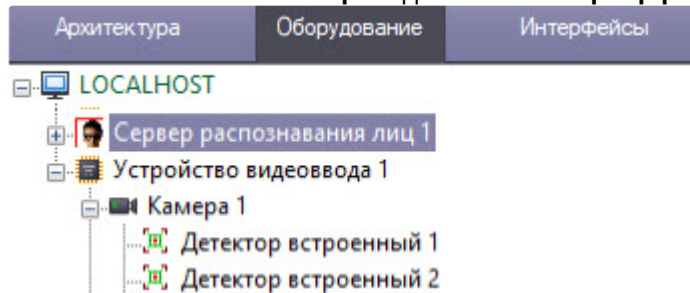 Архитектура Оборудование Интерфейсы
LOCALHOST
Сервер распознавания лиц 1
Устройство видеоввода 1
Камера 1
Детектор встроенный 1
Детектор встроенный 2